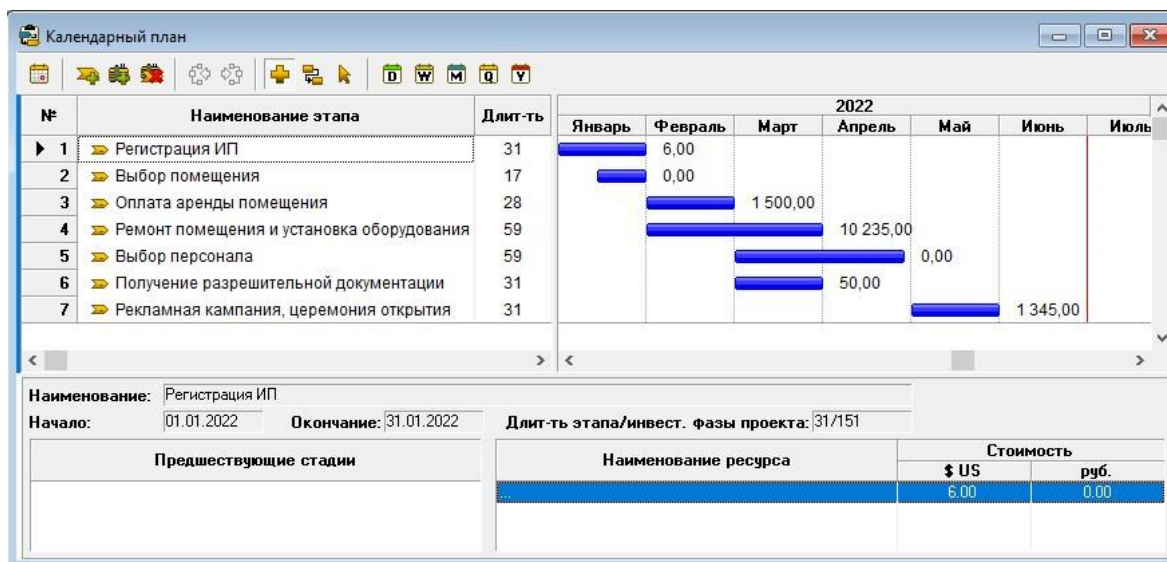 Календарный план
D W M Q Y
№ Наименование этапа Длит-ть 2022
Январь Февраль Март Апрель Май Июнь Июль
1 Регистрация ИП 31 6,00
2 Выбор помещения 17 0,00
3 Оплата аренды помещения 28 1 500,00
4 Ремонт помещения и установка оборудования 59 10 235,00
5 Выбор персонала 59 0,00
6 Получение разрешительной документации 31 50,00
7 Рекламная кампания, церемония открытия 31 1 345,00
Наименование: Регистрация ИП
Начало: 01.01.2022 Окончание: 31.01.2022 Длит-ть этапа/инвест. фазы проекта: 31/151
Предшествующие стадии Наименование ресурса Стоимость
$ US руб.
... 6.00 0.00